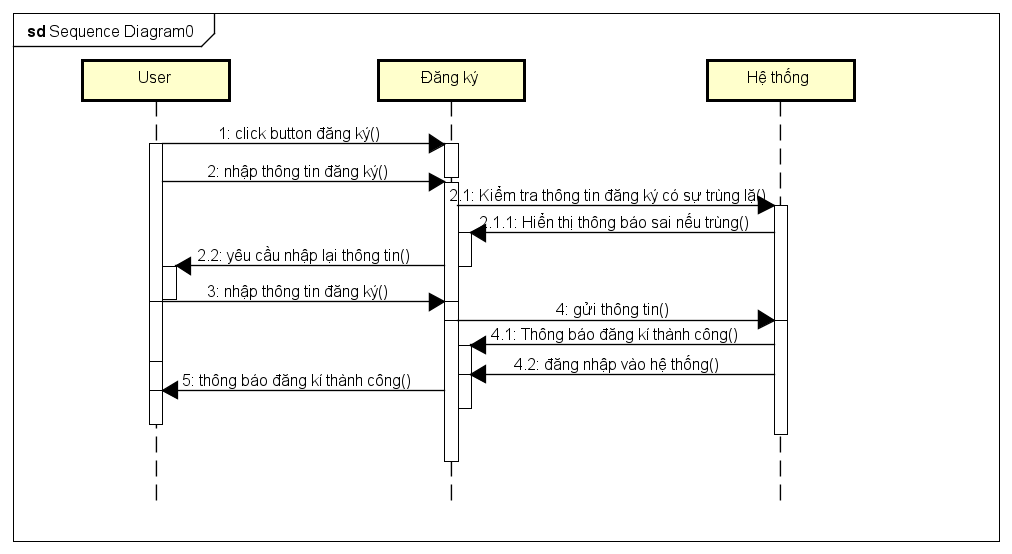 sd Sequence Diagram0
User
Đăng ký
Hệ thống
1: click button đăng ký()
2: nhập thông tin đăng ký()
2.1: Kiểm tra thông tin đăng ký có sự trùng lặ()
2.1.1: Hiển thị thông báo sai nếu trùng()
2.2: yêu cầu nhập lại thông tin()
3: nhập thông tin đăng ký()
4: gửi thông tin()
4.1: Thông báo đăng kí thành công()
4.2: đăng nhập vào hệ thống()
5: thông báo đăng kí thành công()